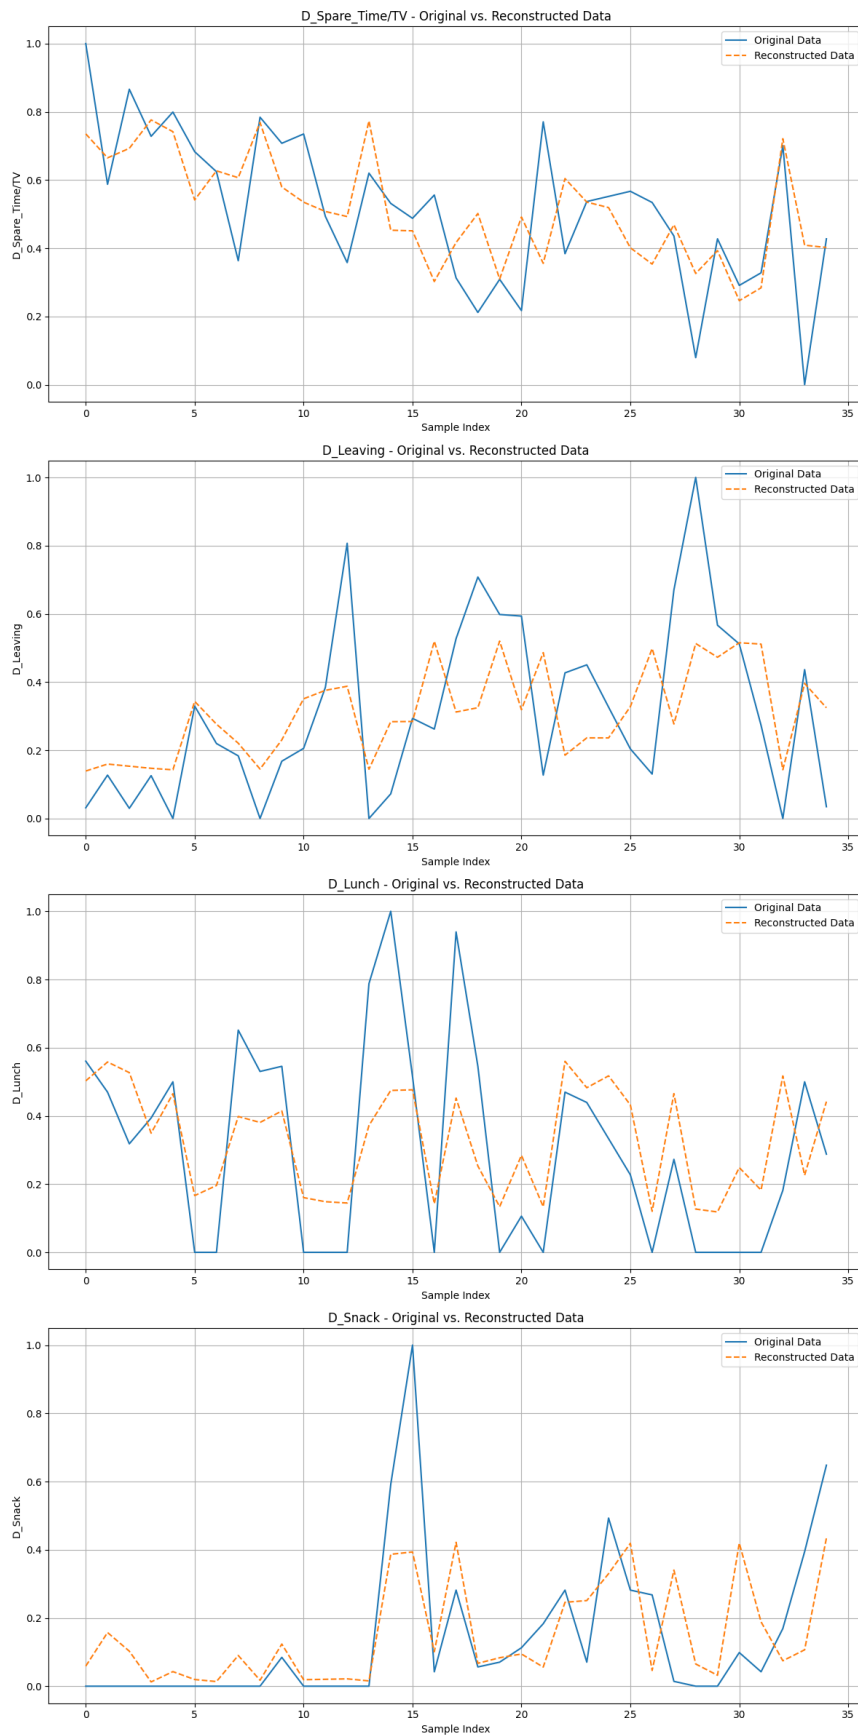 D_Spare_Time/TV - Original vs. Reconstructed Data
Original Data
Reconstructed Data
D_Spare_Time/TV
1.0
0.8
0.6
0.4
0.2
0.0
0 5 10 15 20 25 30 35
Sample Index
D_Leaving - Original vs. Reconstructed Data
Original Data
Reconstructed Data
D_Leaving
1.0
0.8
0.6
0.4
0.2
0.0
0 5 10 15 20 25 30 35
Sample Index
D_Lunch - Original vs. Reconstructed Data
Original Data
Reconstructed Data
D_Lunch
1.0
0.8
0.6
0.4
0.2
0.0
0 5 10 15 20 25 30 35
Sample Index
D_Snack - Original vs. Reconstructed Data
Original Data
Reconstructed Data
D_Snack
1.0
0.8
0.6
0.4
0.2
0.0
0 5 10 15 20 25 30 35
Sample Index